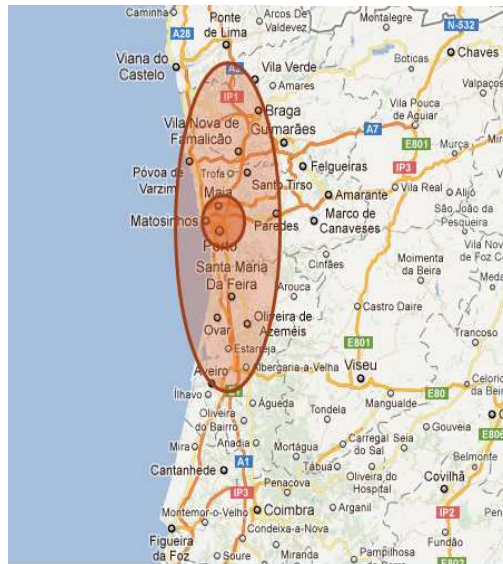 Caminha
Arcos De
Valdevez
Montalegre
Ponte
de Lima
N-532
A28
Chaves
Viana do
Castelo
Boticas
A2
Vila Verde
Valpaços
Amares
IP1
Braga
Vila Pouca
de Aguiar
Vila Nova de
Famalicão
Guimarães
A7
E801
Murça
Póvoa de
Varzim
Trofa
Felgueiras
IP3
Santo Tirso
Maia
Amarante
Vila Real
Alijó
Matosinhos
Paredes
Marco de
Canaveses
São João da
Pesqueira
Porto
Vila Nov
de Foz Co
Santa Maria
Da Feira
Cinfães
Moimenta
da Beira
Meda
Arouca
Castro Daire
Ovar
Oliveira de
Azeméis
Trancoso
E801
Estarreja
Albergaria-a-Velha
Viseu
Aveiro
Celorico
da Beira
Ílhavo
E80
Águeda
Mangualde
Oliveira
do Bairro
Tondela
Gouveia
E806
Mira
Anadia
Mortágua
Carregal
do Sal
Seia
Cantanhede
A1
Tábua
Oliveira do
Hospital
Belmonte
Penacova
Covilhã
IP3
Montemor-o-Velho
Coimbra
Arganil
IP2
Fundão
Figueira
da Foz
Condeixa-a-Nova
Soure
Miranda
Pampilhosa
da Serra
Pen